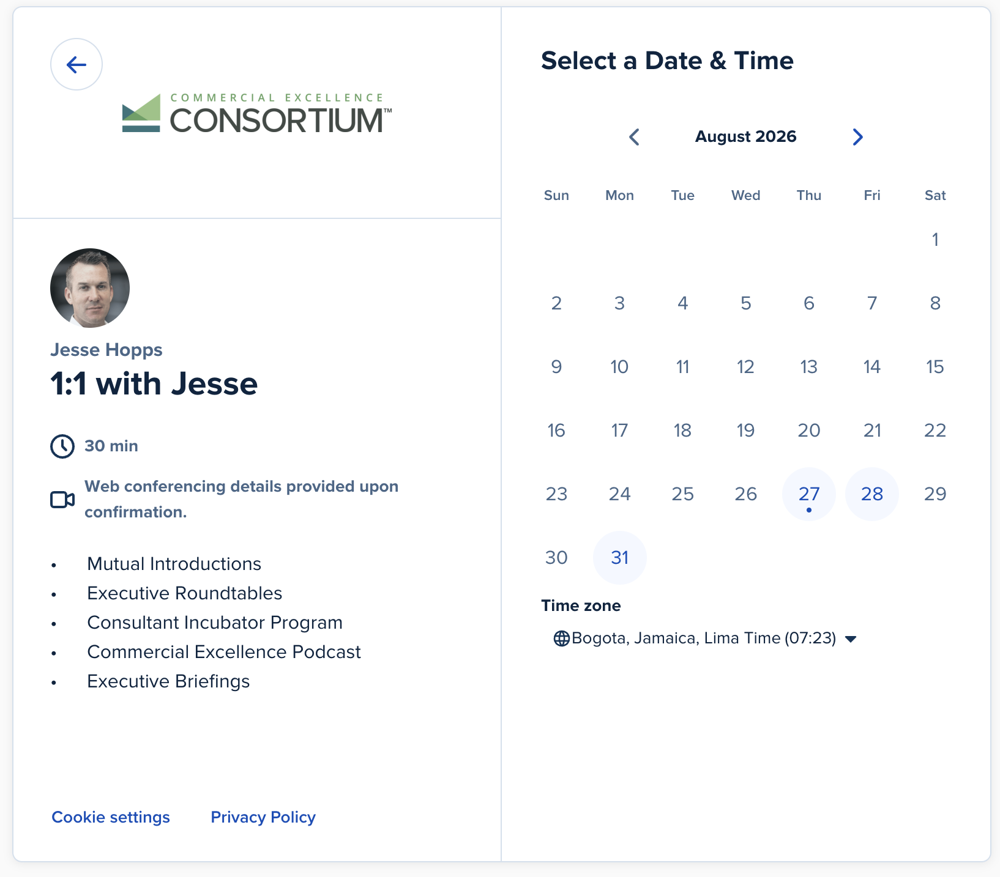 COMMERCIAL EXCELLENCE
CONSORTIUM™
Jesse Hopps
1:1 with Jesse
30 min
Web conferencing details provided upon
confirmation.
• Mutual Introductions
• Executive Roundtables
• Consultant Incubator Program
• Commercial Excellence Podcast
• Executive Briefings
Cookie settings Privacy Policy
Select a Date & Time
August 2026
Sun Mon Tue Wed Thu Fri Sat
1
2 3 4 5 6 7 8
9 10 11 12 13 14 15
16 17 18 19 20 21 22
23 24 25 26 27 28 29
30 31
Time zone
Bogota, Jamaica, Lima Time (07:23)